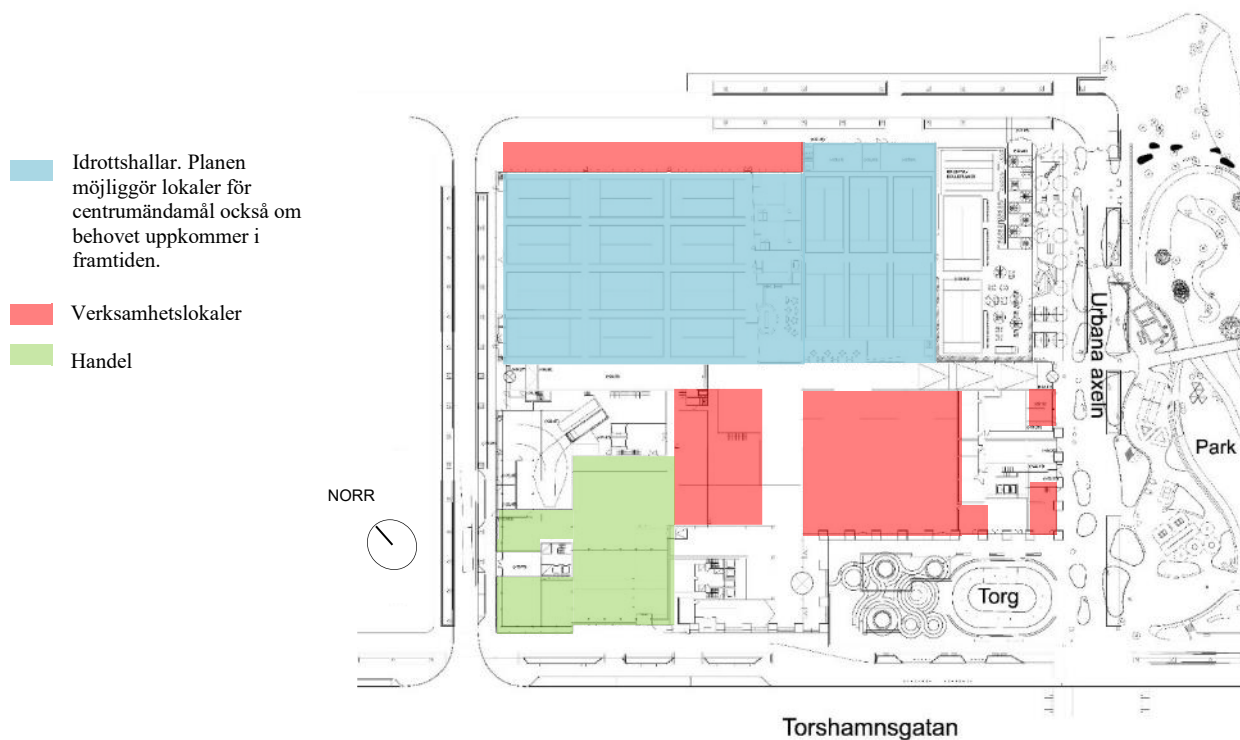 Idrottshallar. Planen
möjliggör lokaler för
centrumändamål också om
behovet uppkommer i
framtiden.
Verksamhetslokaler
Handel
NORR
Urbana axeln
Park
Torg
Torshamnsgatan